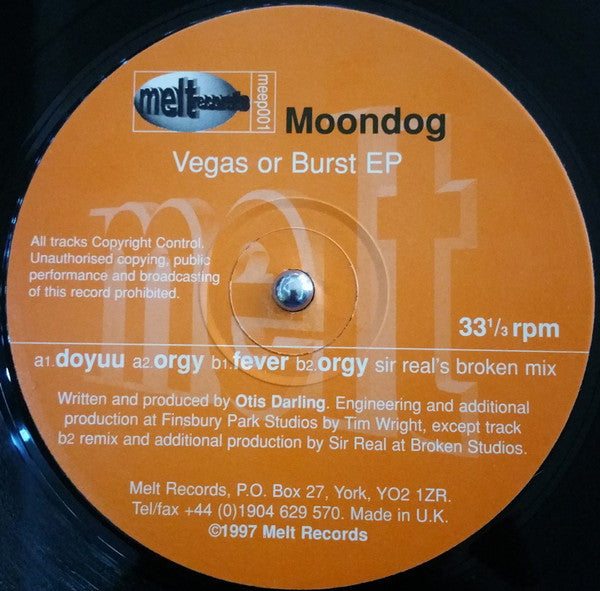 meltrecords
meep001
Moondog
Vegas or Burst EP
melt
All tracks Copyright Control.
Unauthorised copying, public
performance and broadcasting
of this record prohibited.
33¹/₃ rpm
a1.doyuu a2.orgy b1.fever b2.orgy sir real's broken mix
Written and produced by Otis Darling. Engineering and additional
production at Finsbury Park Studios by Tim Wright, except track
b2 remix and additional production by Sir Real at Broken Studios.
Melt Records, P.O. Box 27, York, YO2 1ZR.
Tel/fax +44 (0)1904 629 570. Made in U.K.
©1997 Melt Records